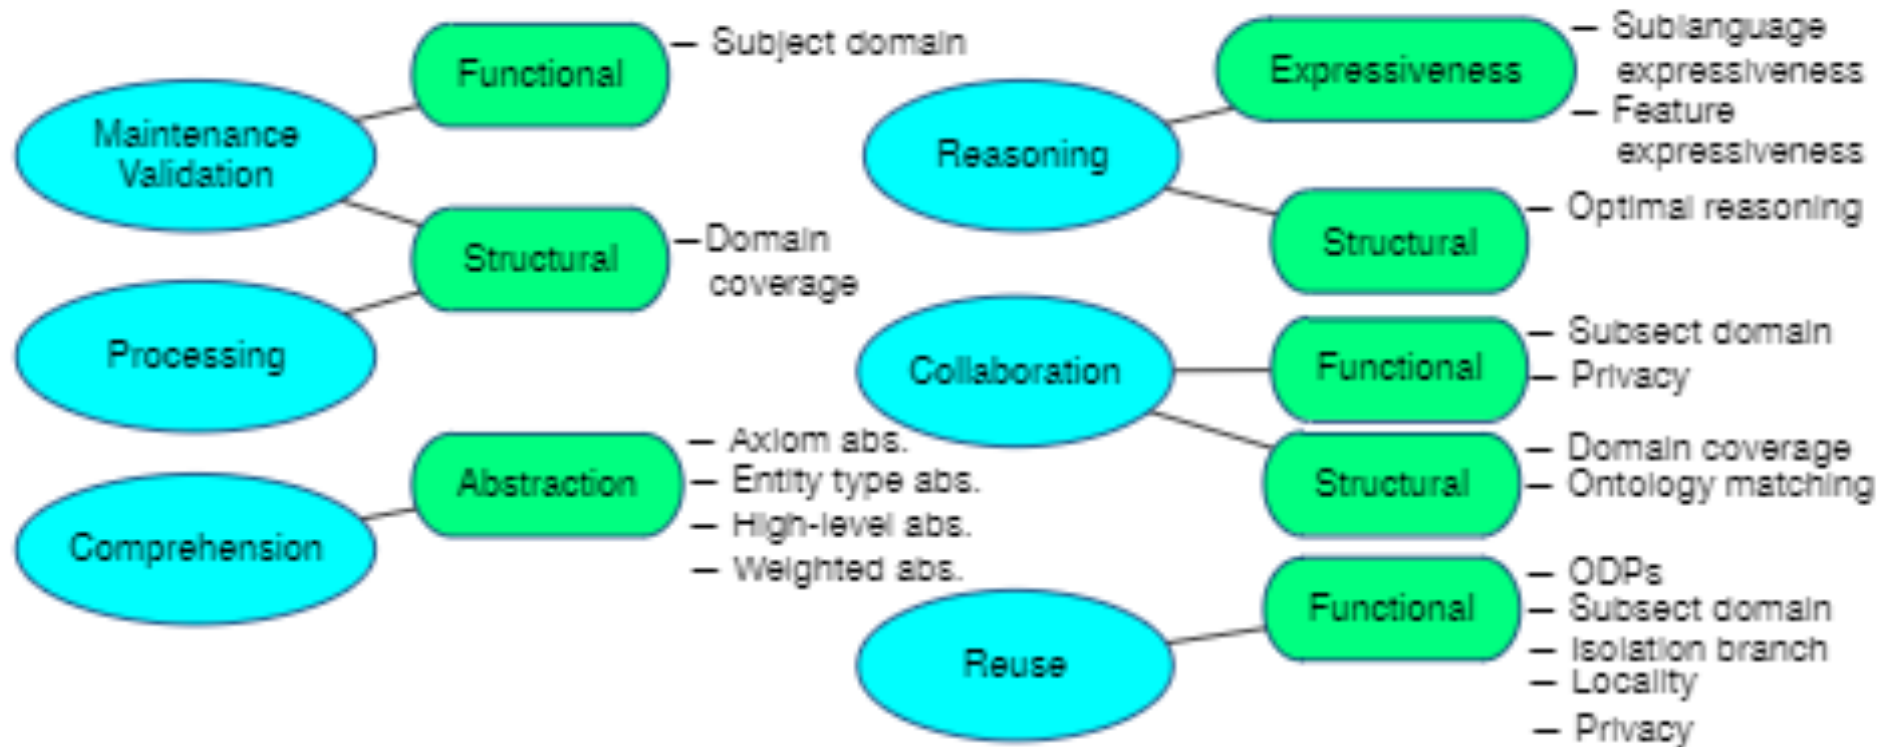 Maintenance
Validation
Functional
Subject domain
Structural
Domain
coverage
Processing
Comprehension
Abstraction
Axiom abs.
Entity type abs.
High-level abs.
Weighted abs.
Reasoning
Expressiveness
Sublanguage
expressiveness
Feature
expressiveness
Structural
Optimal reasoning
Collaboration
Functional
Subsect domain
Privacy
Structural
Domain coverage
Ontology matching
Reuse
Functional
ODPs
Subsect domain
Isolation branch
Locality
Privacy